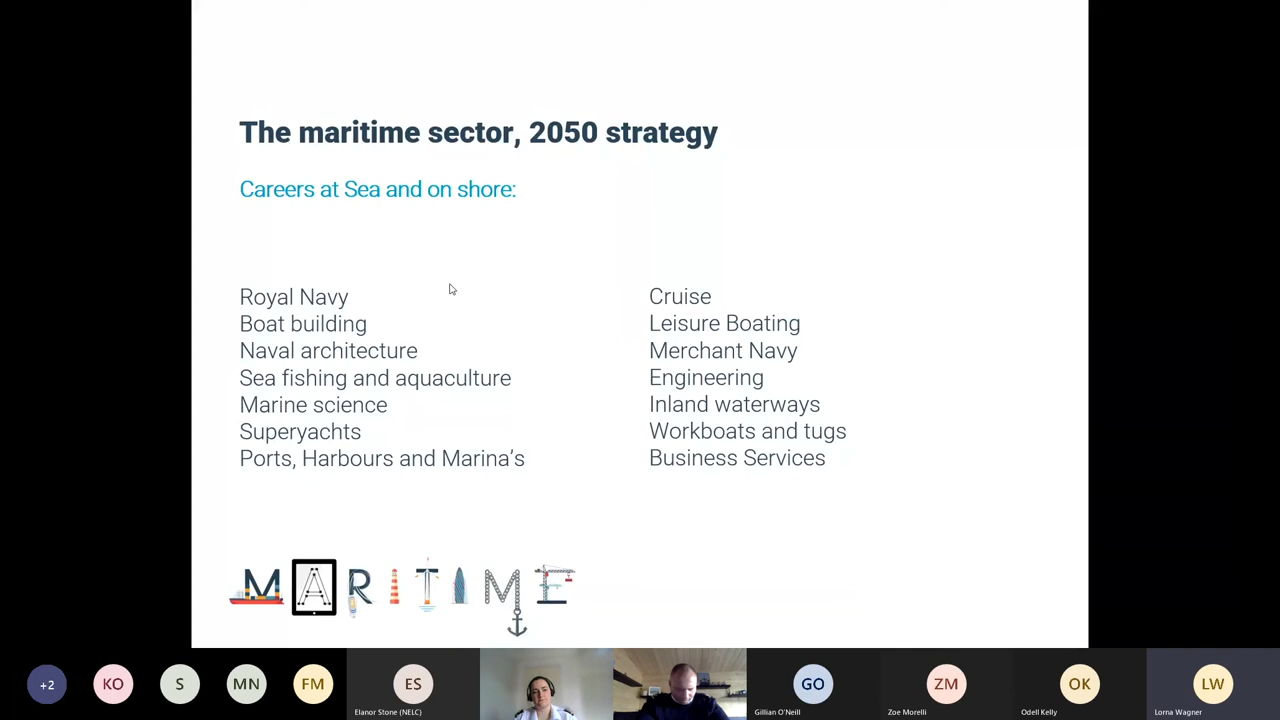 The maritime sector, 2050 strategy
Careers at Sea and on shore:
Royal Navy
Boat building
Naval architecture
Sea fishing and aquaculture
Marine science
Superyachts
Ports, Harbours and Marina’s
Cruise
Leisure Boating
Merchant Navy
Engineering
Inland waterways
Workboats and tugs
Business Services
MARITIME
+2
KO
S
MN
FM
ES
GO
ZM
OK
LW
Elanor Stone (NELC)
Gillian O'Neill
Zoe Morelli
Odell Kelly
Lorna Wagner